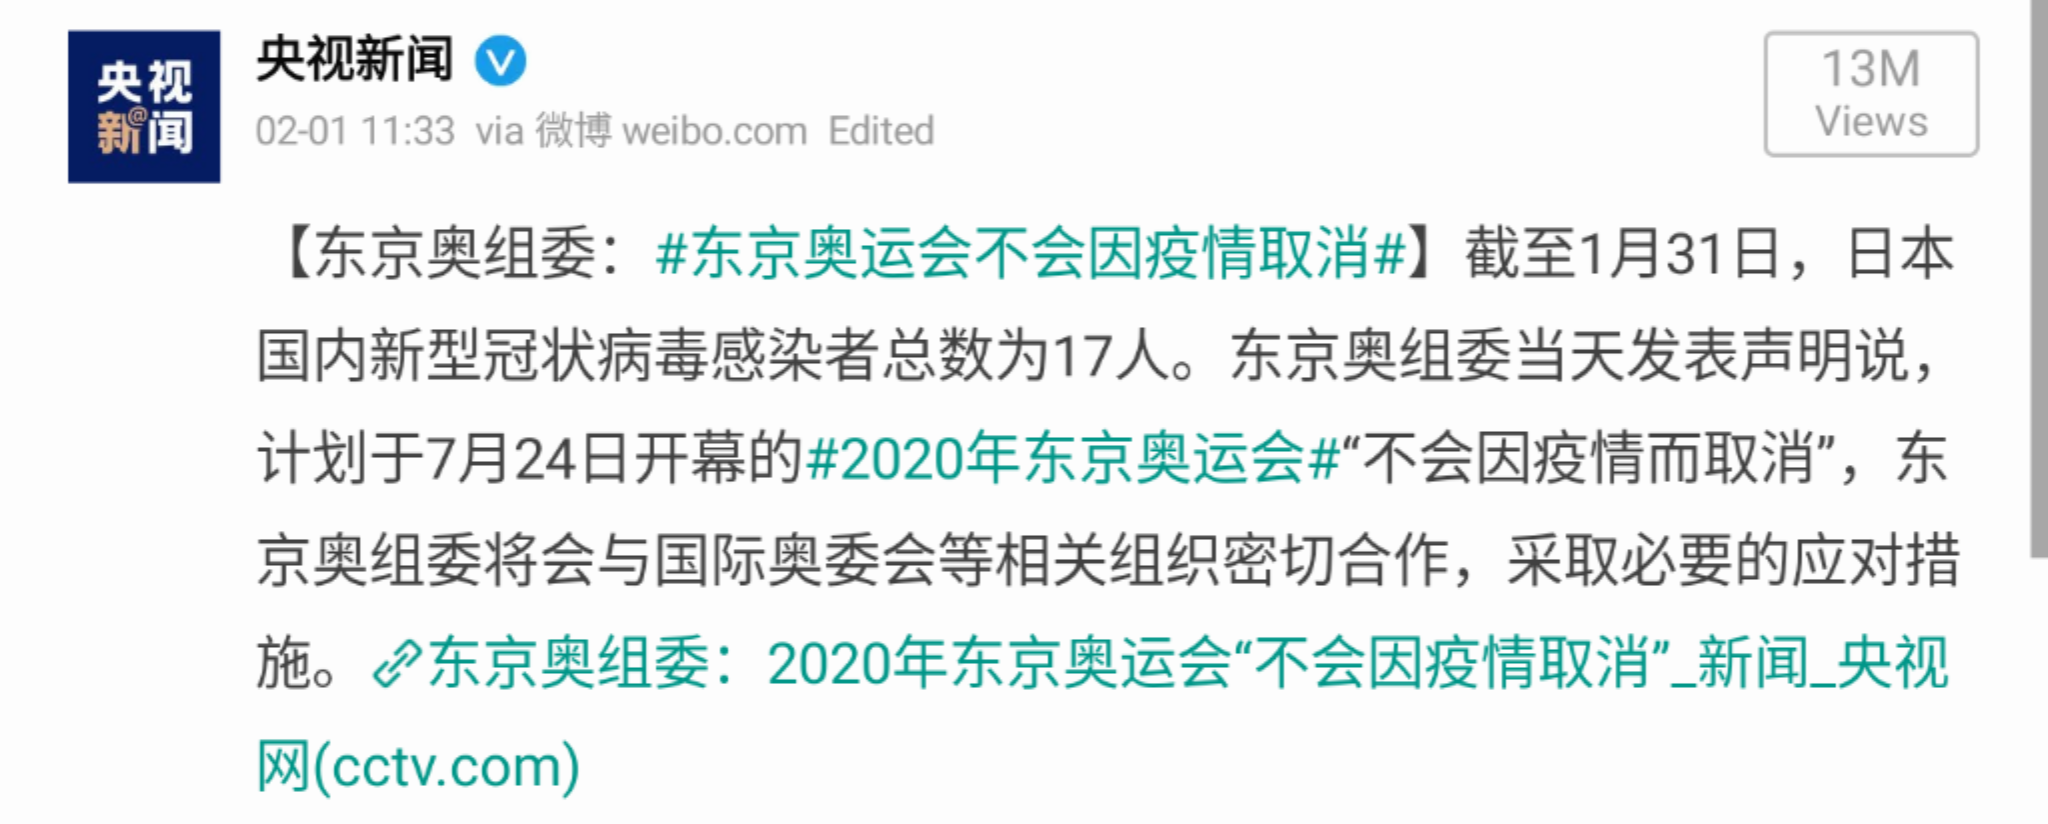 央视
新@闻
央视新闻
02-01 11:33 via 微博 weibo.com Edited
13M
Views
【东京奥组委：#东京奥运会不会因疫情取消#】截至1月31日，日本
国内新型冠状病毒感染者总数为17人。东京奥组委当天发表声明说，
计划于7月24日开幕的#2020年东京奥运会#“不会因疫情而取消”，东
京奥组委将会与国际奥委会等相关组织密切合作，采取必要的应对措
施。东京奥组委：2020年东京奥运会“不会因疫情取消”_新闻_央视
网(cctv.com)